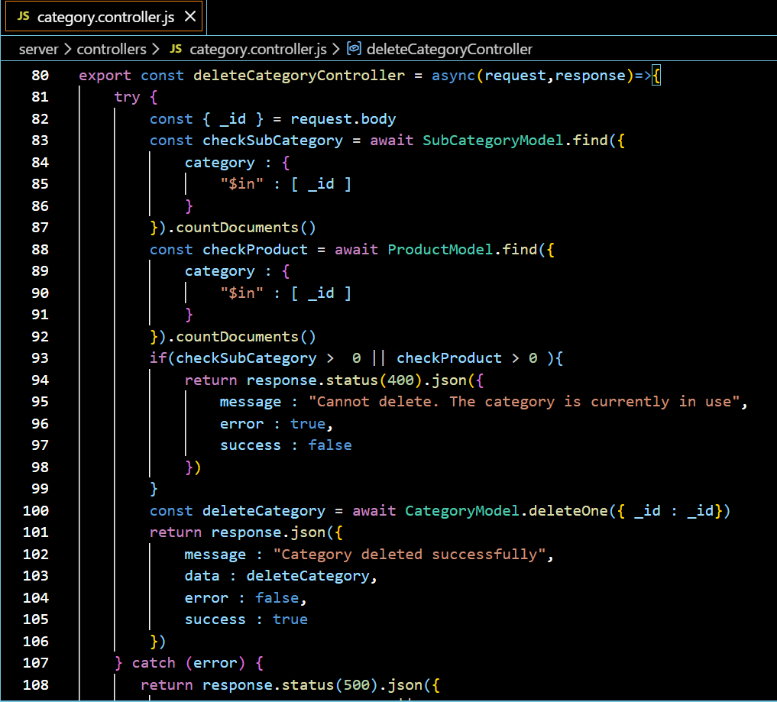 JS category.controller.js ×
server > controllers > JS category.controller.js > deleteCategoryController
80 export const deleteCategoryController = async(request,response)=>{
81 try {
82 const { _id } = request.body
83 const checkSubCategory = await SubCategoryModel.find({
84 category : {
85 "$in" : [ _id ]
86 }
87 }).countDocuments()
88 const checkProduct = await ProductModel.find({
89 category : {
90 "$in" : [ _id ]
91 }
92 }).countDocuments()
93 if(checkSubCategory >  0 || checkProduct > 0 ){
94 return response.status(400).json({
95 message : "Cannot delete. The category is currently in use",
96 error : true,
97 success : false
98 })
99 }
100 const deleteCategory = await CategoryModel.deleteOne({ _id : _id})
101 return response.json({
102 message : "Category deleted successfully",
103 data : deleteCategory,
104 error : false,
105 success : true
106 })
107 } catch (error) {
108 return response.status(500).json({